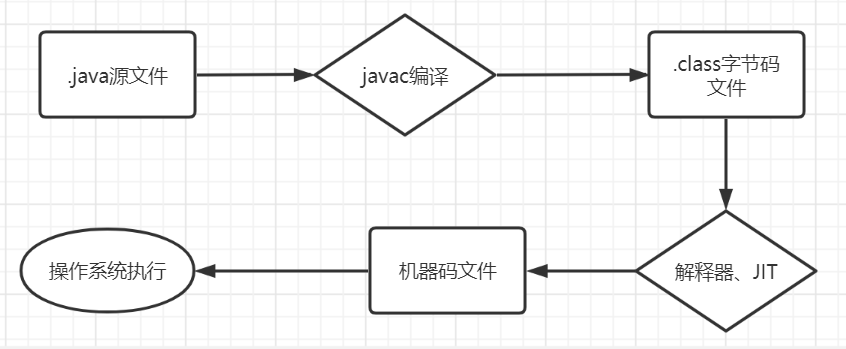 .java源文件
javac编译
.class字节码
文件
解释器、JIT
机器码文件
操作系统执行